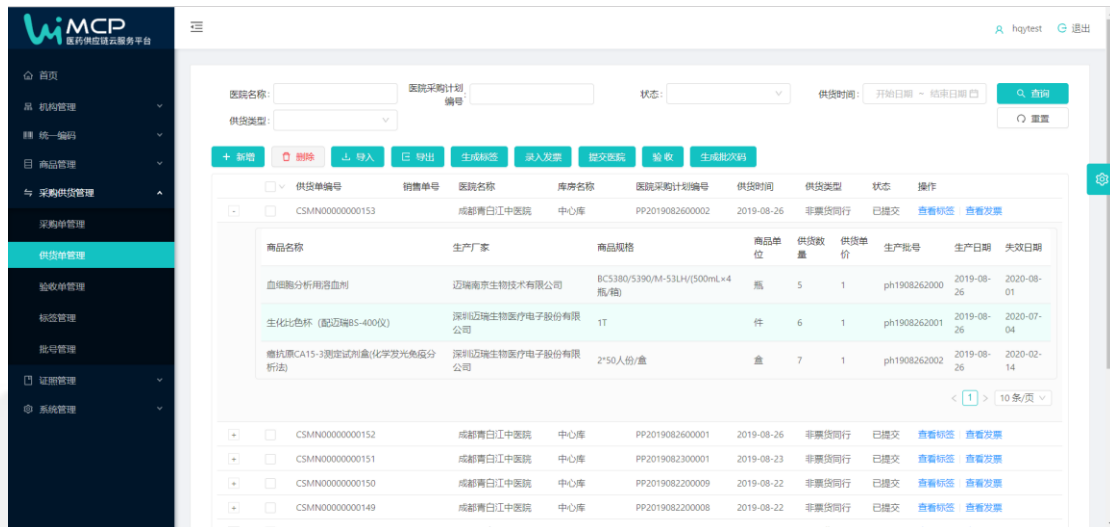 MCP
医药供应链云服务平台
hqytest 退出
首页
机构管理
统一编码
商品管理
采购供货管理
采购单管理
供货单管理
验收单管理
标签管理
批号管理
证照管理
系统管理
医院名称: 医院采购计划编号: 状态: 供货时间: 开始日期 ~ 结束日期 查询
供货类型: 重置
+ 新增 删除 导入 导出 生成标签 录入发票 提交医院 验收 生成批次码
供货单编号 销售单号 医院名称 库房名称 医院采购计划编号 供货时间 供货类型 状态 操作
- CSMN00000000153 成都青白江中医院 中心库 PP2019082600002 2019-08-26 非票货同行 已提交 查看标签 查看发票
商品名称 生产厂家 商品规格 商品单位 供货数量 供货单价 生产批号 生产日期 失效日期
血细胞分析用溶血剂 迈瑞南京生物技术有限公司 BC5380/5390/M-53LH/(500mL×4瓶/箱) 瓶 5 1 ph1908262000 2019-08-26 2020-08-01
生化比色杯（配迈瑞BS-400仪） 深圳迈瑞生物医疗电子股份有限公司 1T 件 6 1 ph1908262001 2019-08-26 2020-07-04
癌抗原CA15-3测定试剂盒(化学发光免疫分析法) 深圳迈瑞生物医疗电子股份有限公司 2*50人份/盒 盒 7 1 ph1908262002 2019-08-26 2020-02-14
< 1 > 10 条/页
+ CSMN00000000152 成都青白江中医院 中心库 PP2019082600001 2019-08-26 非票货同行 已提交 查看标签 查看发票
+ CSMN00000000151 成都青白江中医院 中心库 PP2019082300001 2019-08-23 非票货同行 已提交 查看标签 查看发票
+ CSMN00000000150 成都青白江中医院 中心库 PP2019082200009 2019-08-22 非票货同行 已提交 查看标签 查看发票
+ CSMN00000000149 成都青白江中医院 中心库 PP2019082200008 2019-08-22 非票货同行 已提交 查看标签 查看发票